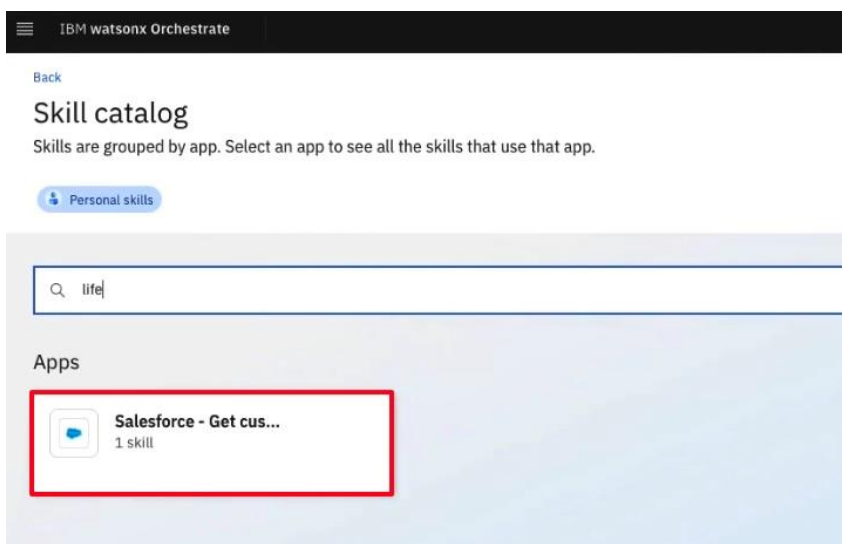 IBM watsonx Orchestrate
Back
Skill catalog
Skills are grouped by app. Select an app to see all the skills that use that app.
Personal skills
life
Apps
Salesforce - Get cus...
1 skill